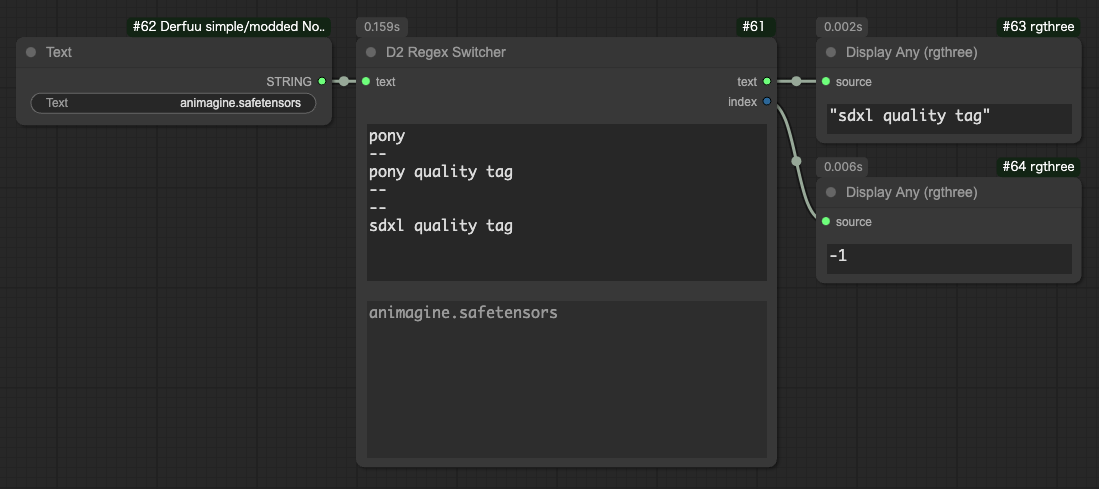 #62 Derfuu simple/modded No..
Text
STRING
Text animagine.safetensors
0.159s #61
D2 Regex Switcher
text text
index
pony
--
pony quality tag
--
--
sdxl quality tag
animagine.safetensors
0.002s #63 rgthree
Display Any (rgthree)
source
"sdxl quality tag"
0.006s #64 rgthree
Display Any (rgthree)
source
-1